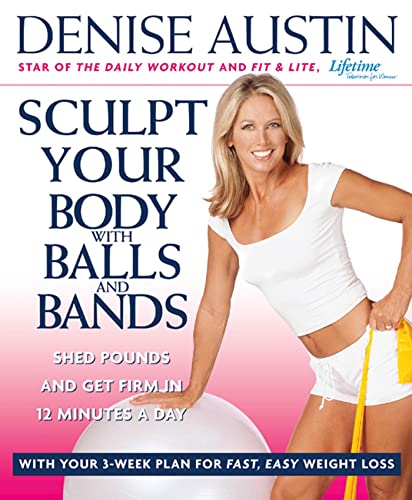 DENISE AUSTIN
STAR OF THE DAILY WORKOUT AND FIT & LITE, Lifetime
Television for Women
SCULPT
YOUR
BODY
WITH
BALLS
AND
BANDS
SHED POUNDS
AND GET FIRM IN
12 MINUTES A DAY
WITH YOUR 3-WEEK PLAN FOR FAST, EASY WEIGHT LOSS